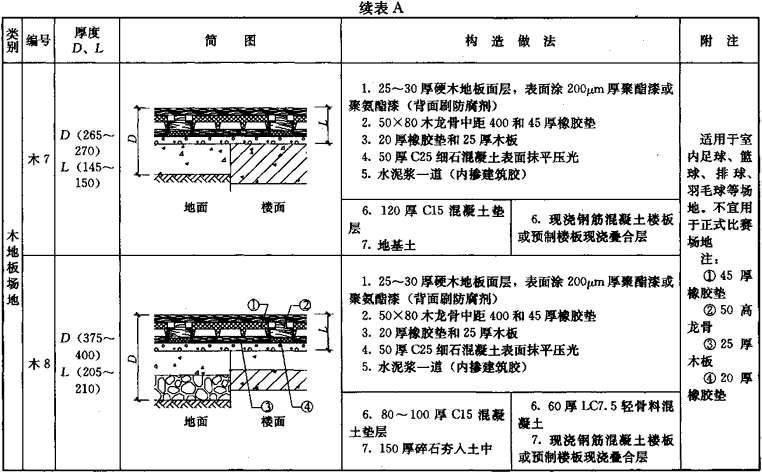 续表 A
类别
编号
厚度
D、L
简 图
构 造 做 法
附 注
木地板场地
木7
D（265～
270）
L（145～
150）
D
L
地面
楼面
1. 25～30厚硬木地板面层，表面涂 200μm 厚聚酯漆或
聚氨酯漆（背面刷防腐剂）
2. 50×80 木龙骨中距 400 和 45 厚橡胶垫
3. 20 厚橡胶垫和 25 厚木板
4. 50 厚 C25 细石混凝土表面抹平压光
5. 水泥浆一道（内掺建筑胶）
6. 120 厚 C15 混凝土垫
层
7. 地基土
6. 现浇钢筋混凝土楼板
或预制楼板现浇叠合层
木8
D（375～
400）
L（205～
210）
①
②
D
L
③
④
地面
楼面
1. 25～30厚硬木地板面层，表面涂 200μm 厚聚酯漆或
聚氨酯漆（背面刷防腐剂）
2. 50×80 木龙骨中距 400 和 45 厚橡胶垫
3. 20 厚橡胶垫和 25 厚木板
4. 50 厚 C25 细石混凝土表面抹平压光
5. 水泥浆一道（内掺建筑胶）
6. 80～100 厚 C15 混凝
土垫层
7. 150 厚碎石夯入土中
6. 60 厚 LC7.5 轻骨料混
凝土
7. 现浇钢筋混凝土楼板
或预制楼板现浇叠合层
适用于室
内足球、篮
球、排 球、
羽毛球等场
地。不宜用
于正式比赛
场地
注：
①45 厚
橡胶垫
②50 高
龙骨
③25 厚
木板
④20 厚
橡胶垫